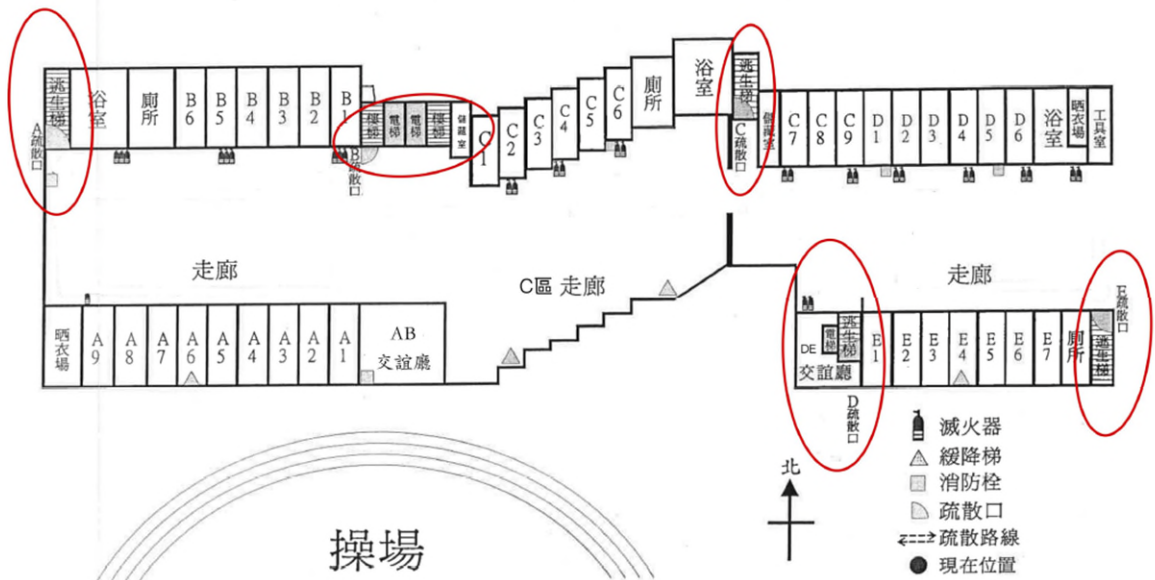 逃生梯
浴室
廁所
B6
B5
B4
B3
B2
B1
樓梯
電梯
電梯
樓梯
儲藏室
C1
C2
C3
C4
C5
C6
廁所
浴室
逃生梯
儲藏室
C7
C8
C9
D1
D2
D3
D4
D5
D6
浴室
晒衣場
工具室
A疏散口
B疏散口
C疏散口
走廊
C區 走廊
走廊
晒衣場
A9
A8
A7
A6
A5
A4
A3
A2
A1
AB
交誼廳
DE
交誼廳
電梯
逃生梯
E1
E2
E3
E4
E5
E6
E7
廁所
逃生梯
E疏散口
D疏散口
操場
北
滅火器
緩降梯
消防栓
疏散口
疏散路線
現在位置